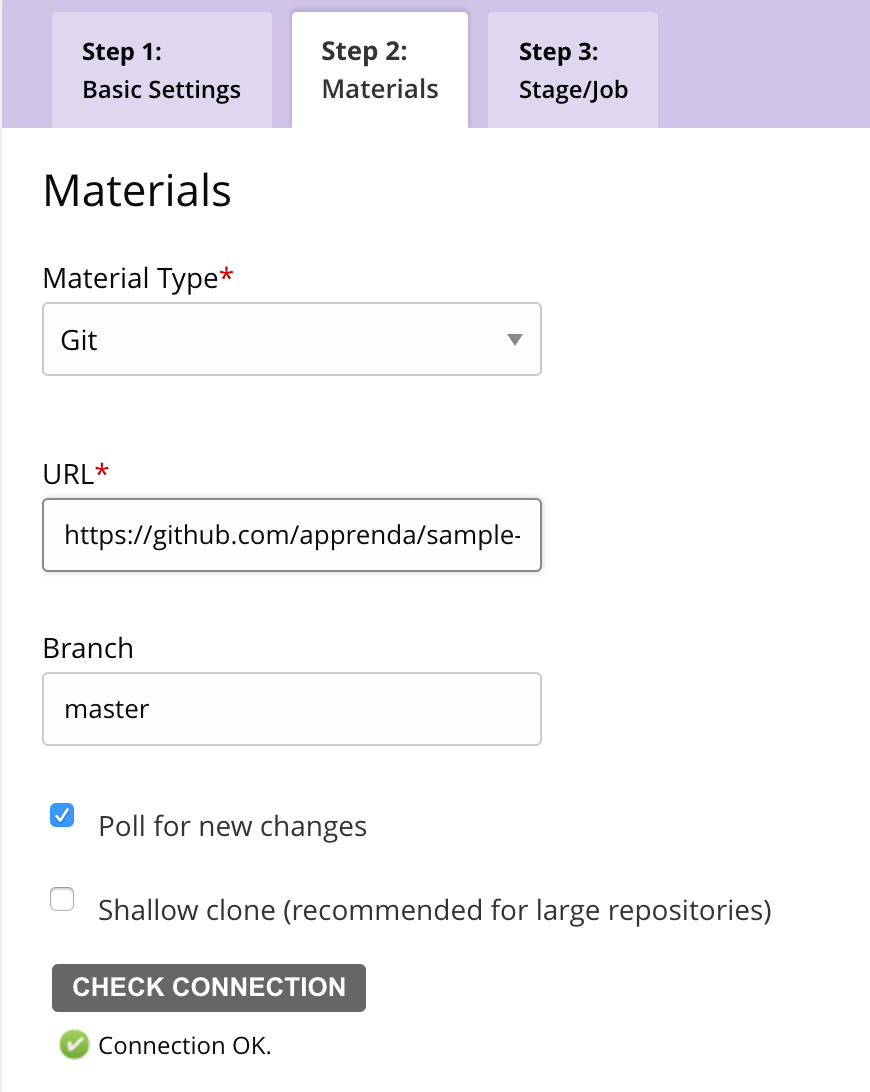 Step 1:
Basic Settings
Step 2:
Materials
Step 3:
Stage/Job
Materials
Material Type*
Git
URL*
https://github.com/apprenda/sample-
Branch
master
Poll for new changes
Shallow clone (recommended for large repositories)
CHECK CONNECTION
Connection OK.